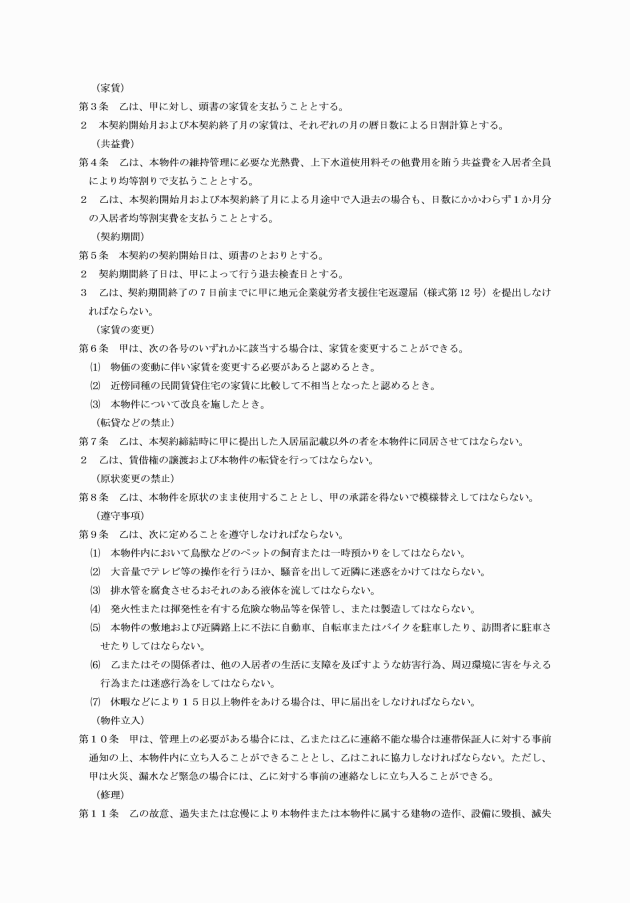 （家賃）
第３条　乙は、甲に対し、頭書の家賃を支払うこととする。
２　本契約開始月および本契約終了月の家賃は、それぞれの月の暦日数による日割計算とする。
（共益費）
第４条　乙は、本物件の維持管理に必要な光熱費、上下水道使用料その他費用を賄う共益費を入居者全員
により均等割りで支払うこととする。
２　乙は、本契約開始月および本契約終了月による月途中で入退去の場合も、日数にかかわらず１か月分
の入居者均等割実費を支払うこととする。
（契約期間）
第５条　本契約の契約開始日は、頭書のとおりとする。
２　契約期間終了日は、甲によって行う退去検査日とする。
３　乙は、契約期間終了の７日前までに甲に地元企業就労者支援住宅返還届（様式第 12 号）を提出しなけ
ればならない。
（家賃の変更）
第６条　甲は、次の各号のいずれかに該当する場合は、家賃を変更することができる。
⑴　物価の変動に伴い家賃を変更する必要があると認めるとき。
⑵　近傍同種の民間賃貸住宅の家賃に比較して不相当となったと認めるとき。
⑶　本物件について改良を施したとき。
（転貸などの禁止）
第７条　乙は、本契約締結時に甲に提出した入居届記載以外の者を本物件に同居させてはならない。
２　乙は、賃借権の譲渡および本物件の転貸を行ってはならない。
（原状変更の禁止）
第８条　乙は、本物件を原状のまま使用することとし、甲の承諾を得ないで模様替えしてはならない。
（遵守事項）
第９条　乙は、次に定めることを遵守しなければならない。
⑴　本物件内において鳥獣などのペットの飼育または一時預かりをしてはならない。
⑵　大音量でテレビ等の操作を行うほか、騒音を出して近隣に迷惑をかけてはならない。
⑶　排水管を腐食させるおそれのある液体を流してはならない。
⑷　発火性または揮発性を有する危険な物品等を保管し、または製造してはならない。
⑸　本物件の敷地および近隣路上に不法に自動車、自転車またはバイクを駐車したり、訪問者に駐車さ
せたりしてはならない。
⑹　乙またはその関係者は、他の入居者の生活に支障を及ぼすような妨害行為、周辺環境に害を与える
行為または迷惑行為をしてはならない。
⑺　休暇などにより１５日以上物件をあける場合は、甲に届出をしなければならない。
（物件立入）
第１０条　甲は、管理上の必要がある場合には、乙または乙に連絡不能な場合は連帯保証人に対する事前
通知の上、本物件内に立ち入ることができることとし、乙はこれに協力しなければならない。ただし、
甲は火災、漏水など緊急の場合には、乙に対する事前の連絡なしに立ち入ることができる。
（修理）
第１１条　乙の故意、過失または怠慢により本物件または本物件に属する建物の造作、設備に毀損、滅失